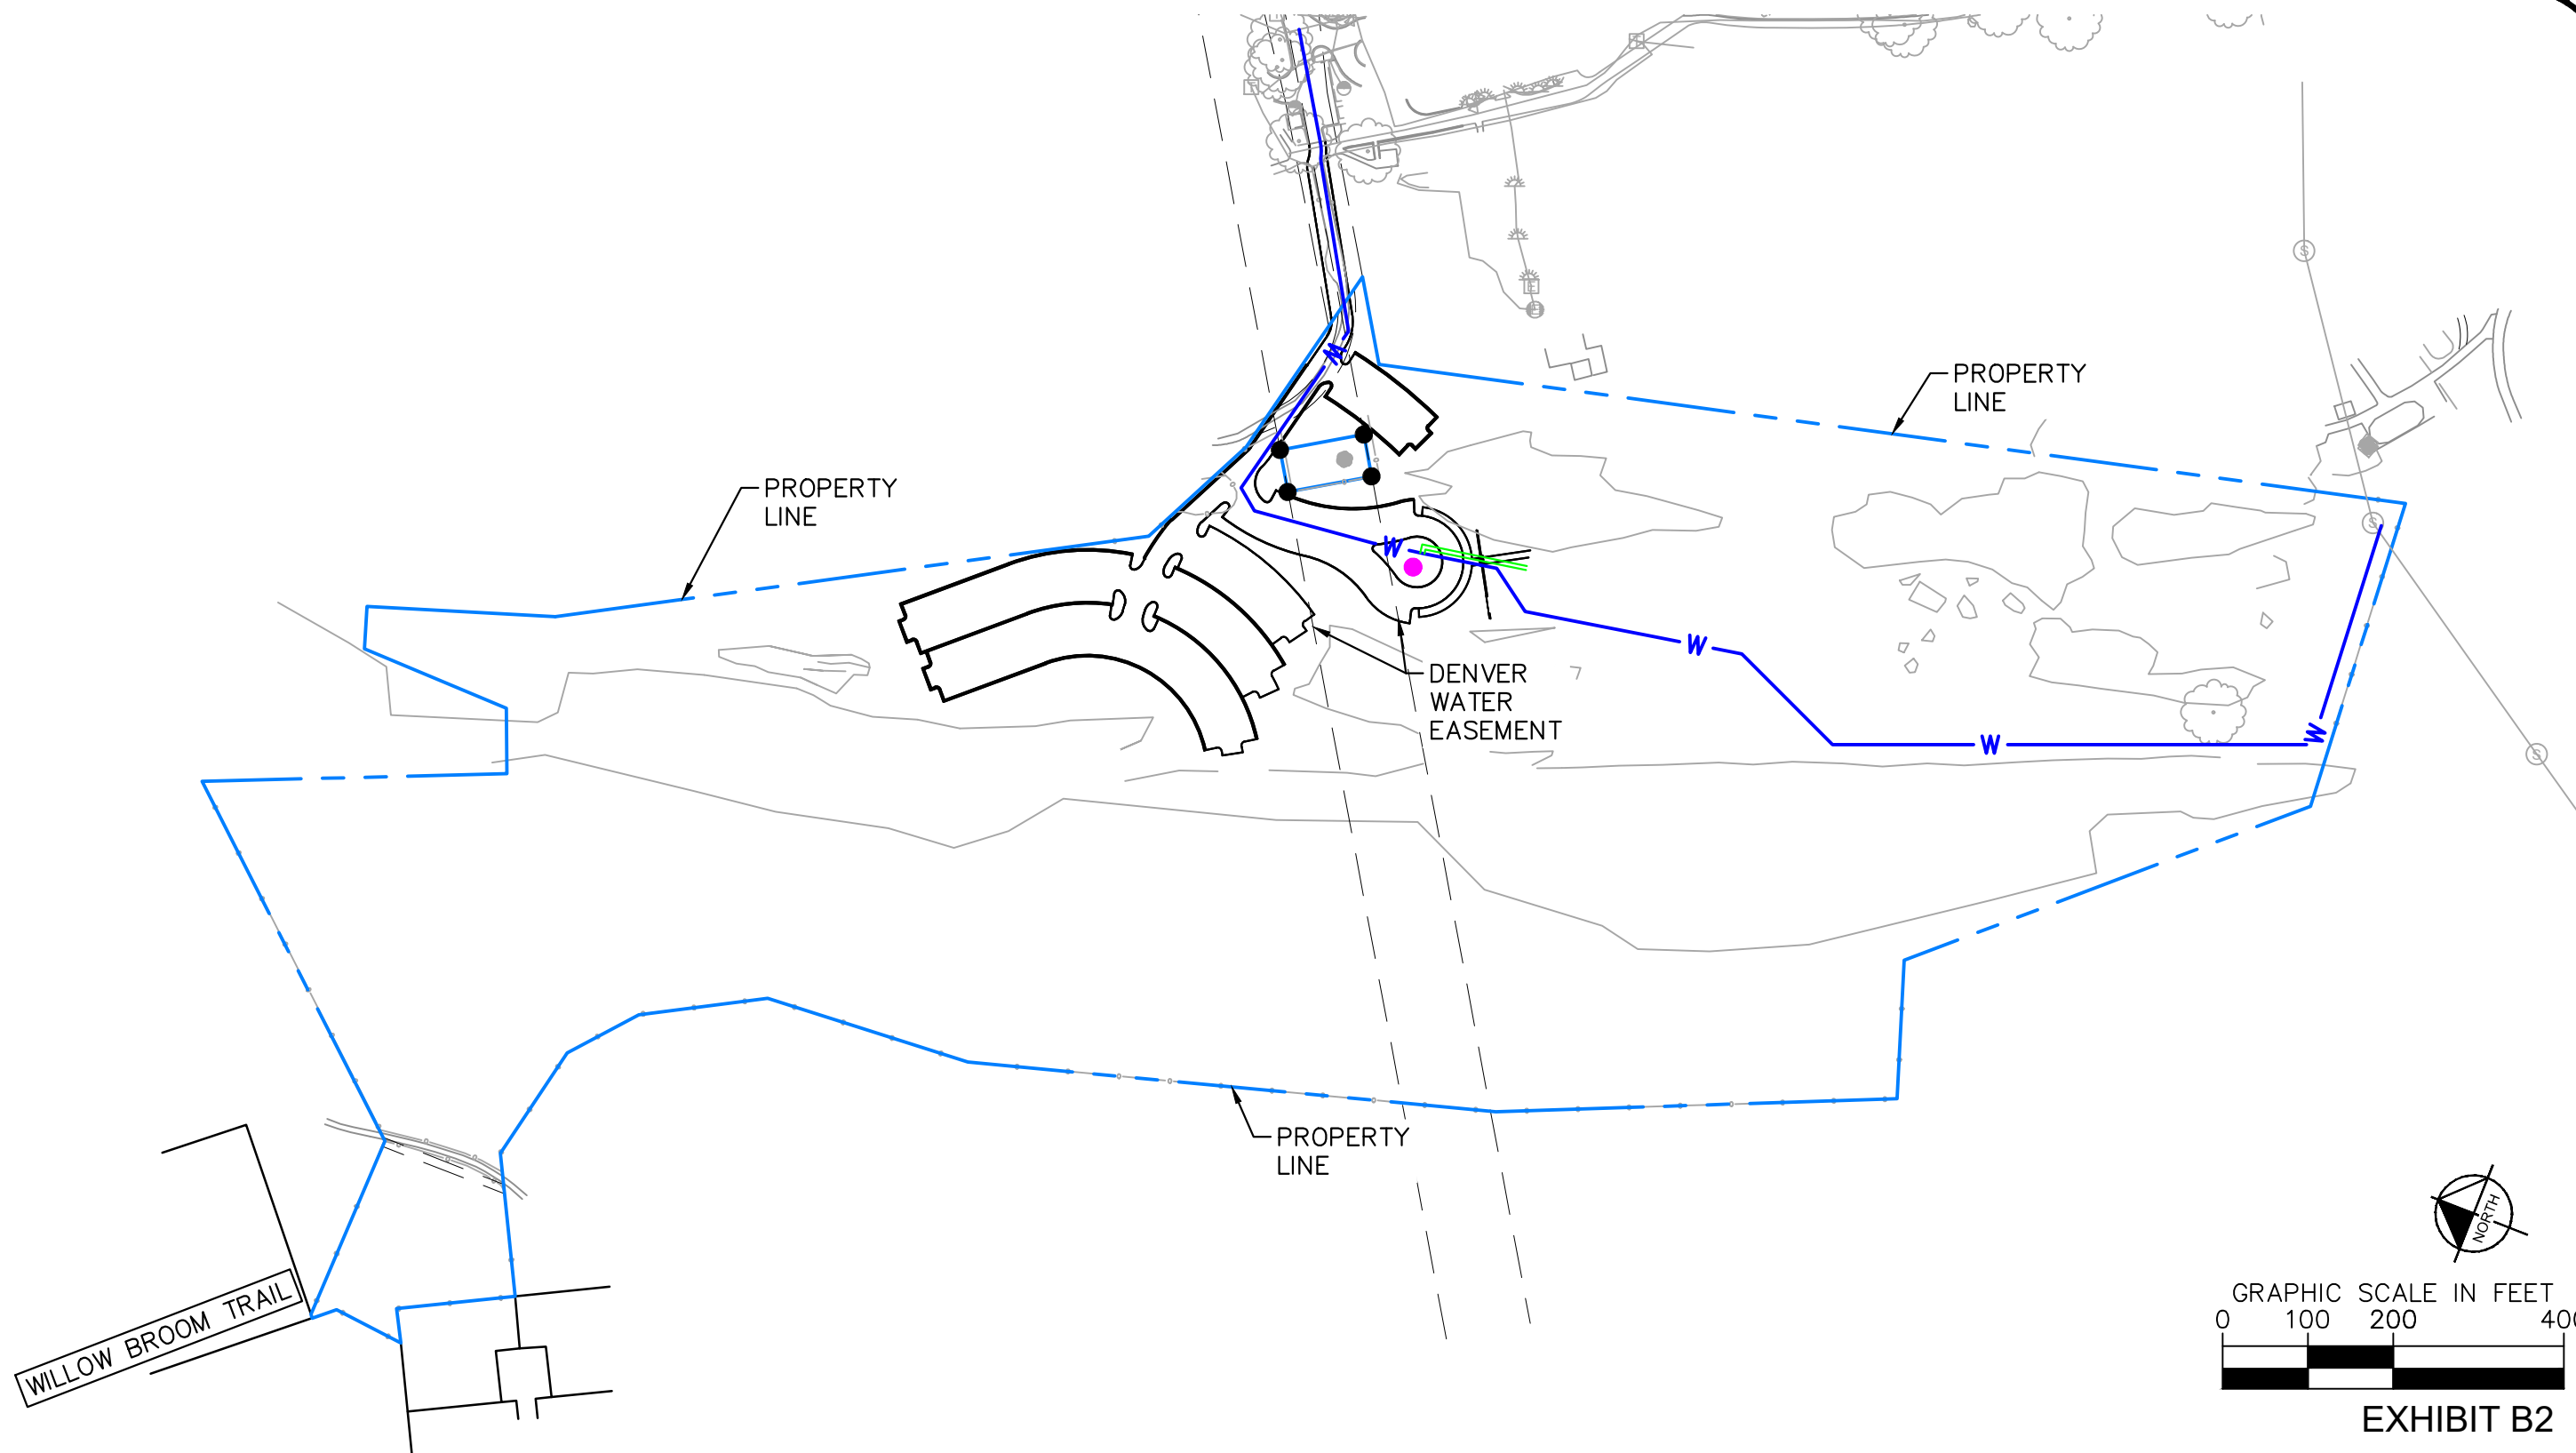 PROPERTY
LINE
PROPERTY
LINE
W
W
W
W
W
DENVER
WATER
EASEMENT
PROPERTY
LINE
WILLOW BROOM TRAIL
NORTH
GRAPHIC SCALE IN FEET
0 100 200 400
EXHIBIT B2
S
S
S
E
E
T